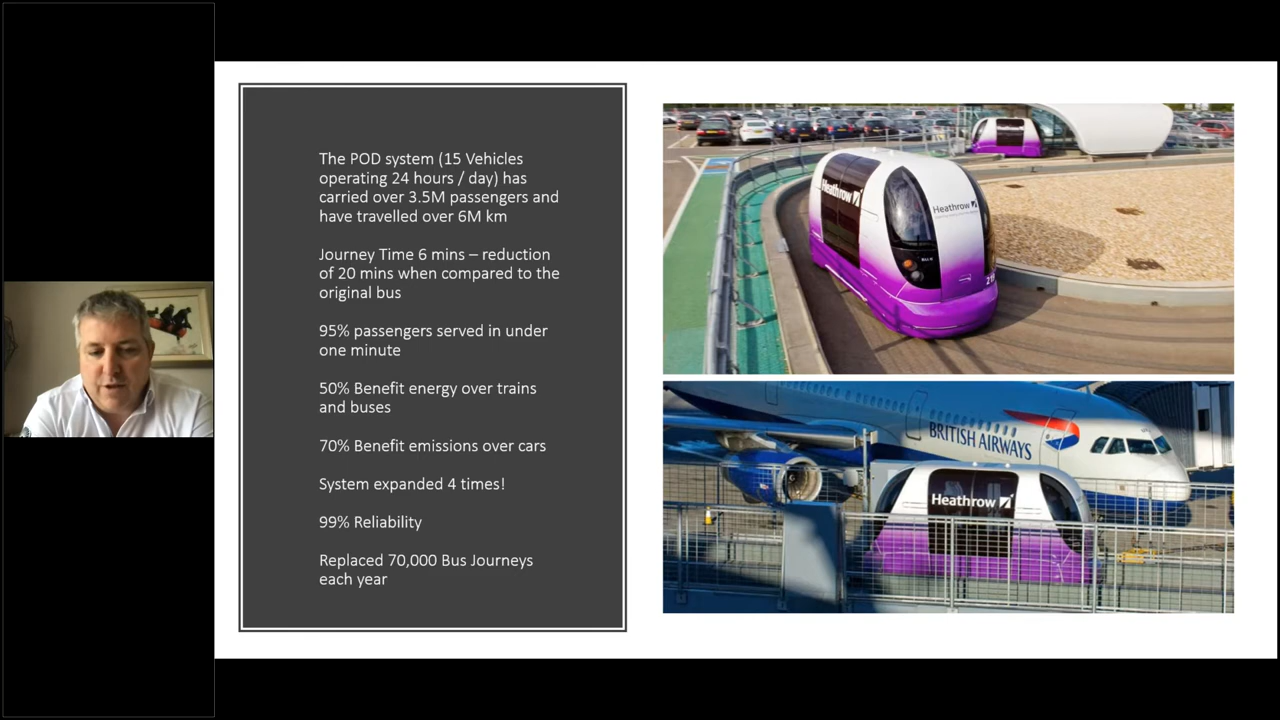 The POD system (15 Vehicles
operating 24 hours / day) has
carried over 3.5M passengers and
have travelled over 6M km
Journey Time 6 mins – reduction
of 20 mins when compared to the
original bus
95% passengers served in under
one minute
50% Benefit energy over trains
and buses
70% Benefit emissions over cars
System expanded 4 times!
99% Reliability
Replaced 70,000 Bus Journeys
each year
Heathrow
Heathrow
BRITISH AIRWAYS
Heathrow